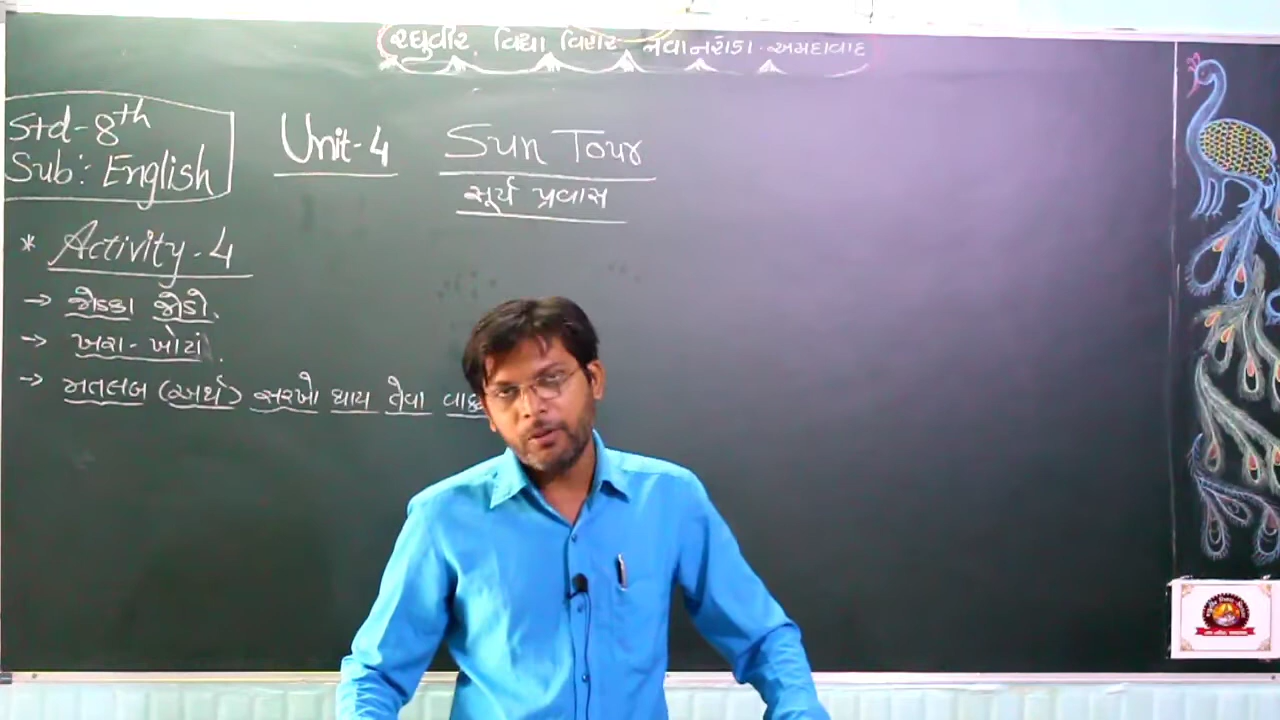 રઘુવીર વિદ્યા વિહાર નવાનરોડા અમદાવાદ
Std-8th
Sub: English
Unit-4
Sun Tour
સૂર્ય પ્રવાસ
* Activity-4
→ જોડકા જોડો.
→ ખરા-ખોટાં.
→ મતલબ (અર્થ) સરખો થાય તેવા